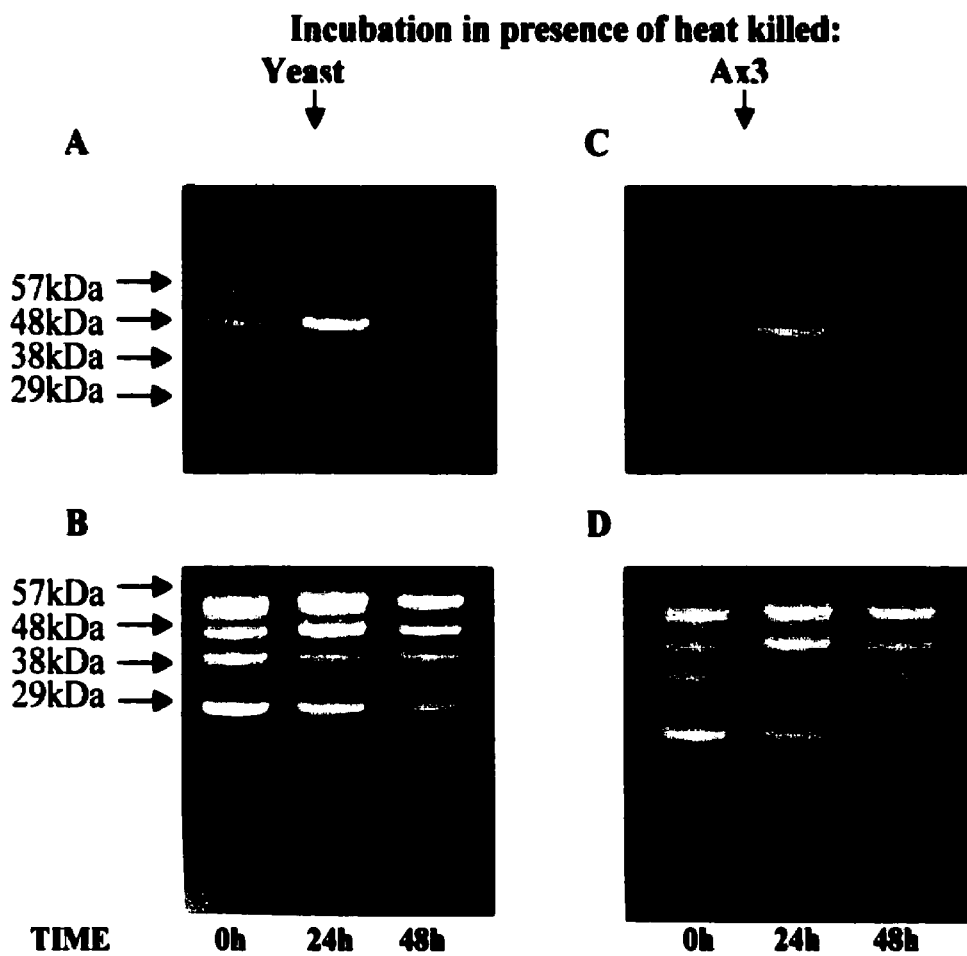 Incubation in presence of heat killed:
Yeast
Ax3
A
C
57kDa
48kDa
38kDa
29kDa
B
D
57kDa
48kDa
38kDa
29kDa
TIME
0h
24h
48h
0h
24h
48h